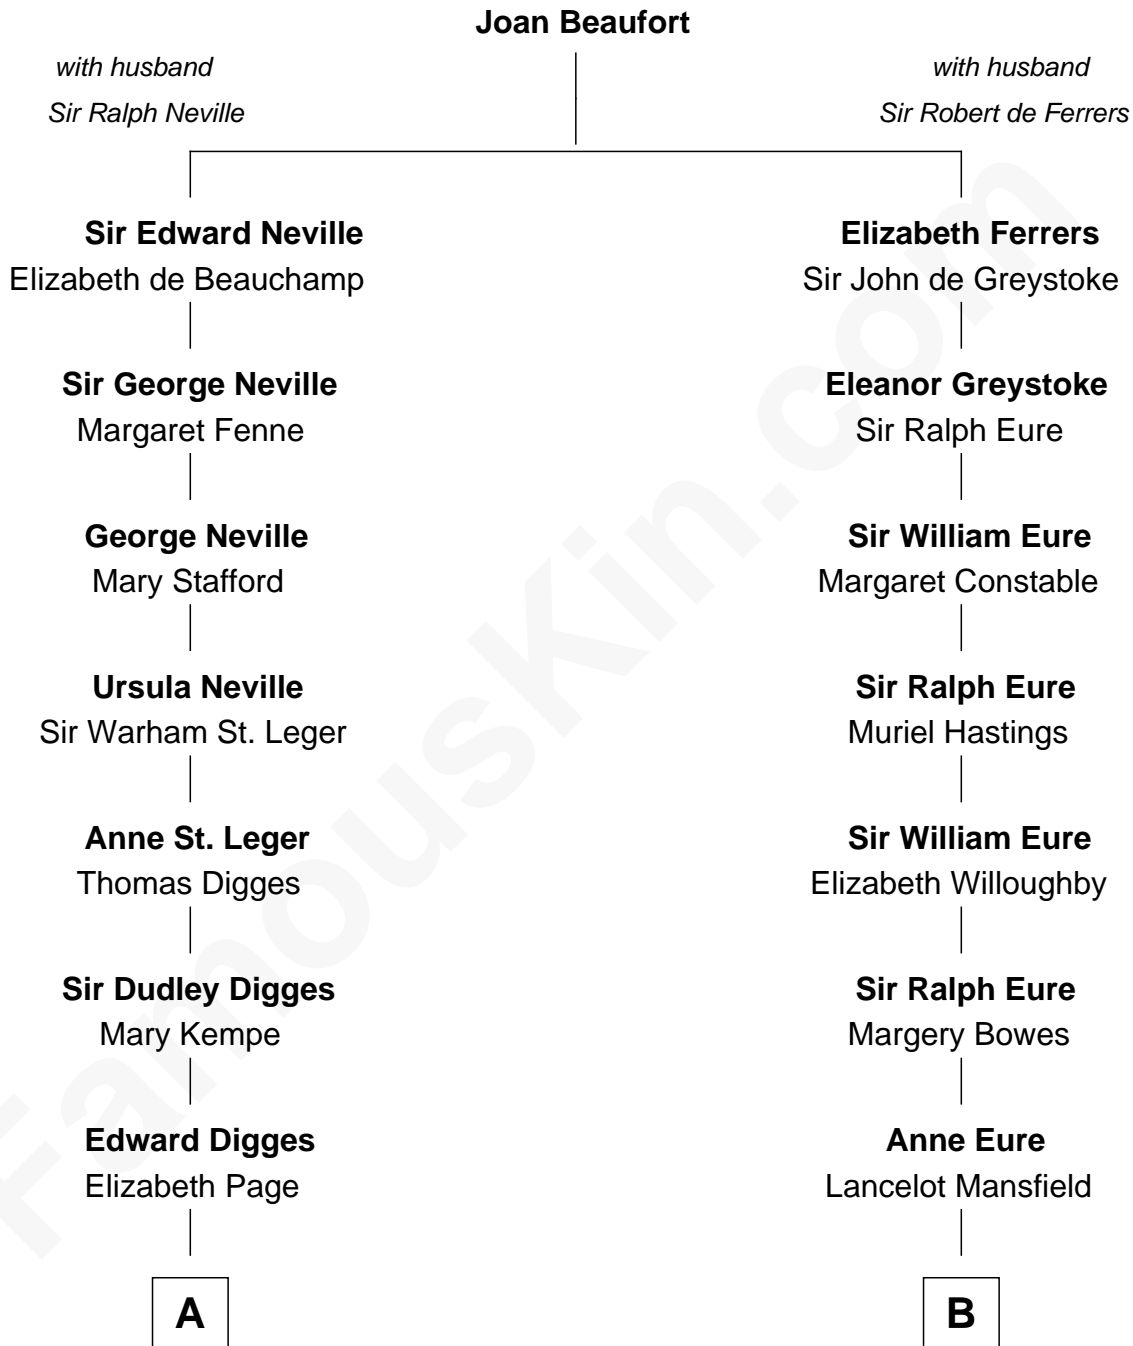 Joan Beaufort
with husband
Sir Ralph Neville
with husband
Sir Robert de Ferrers
Sir Edward Neville
Elizabeth de Beauchamp
Sir George Neville
Margaret Fenne
George Neville
Mary Stafford
Ursula Neville
Sir Warham St. Leger
Anne St. Leger
Thomas Digges
Sir Dudley Digges
Mary Kempe
Edward Digges
Elizabeth Page
A
Elizabeth Ferrers
Sir John de Greystoke
Eleanor Greystoke
Sir Ralph Eure
Sir William Eure
Margaret Constable
Sir Ralph Eure
Muriel Hastings
Sir William Eure
Elizabeth Willoughby
Sir Ralph Eure
Margery Bowes
Anne Eure
Lancelot Mansfield
B
FamousKin.com